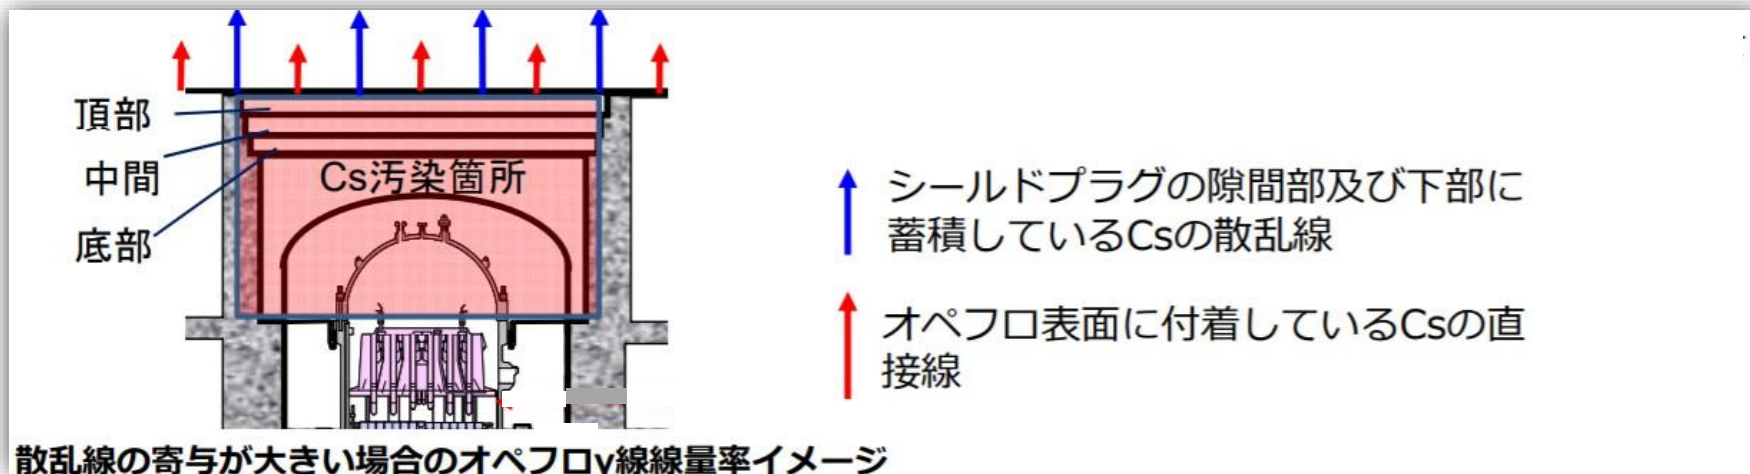 頂部
中間
底部
Cs汚染箇所
シールドプラグの隙間部及び下部に
蓄積しているCsの散乱線
オペフロ表面に付着しているCsの直
接線
散乱線の寄与が大きい場合のオペフロγ線線量率イメージ